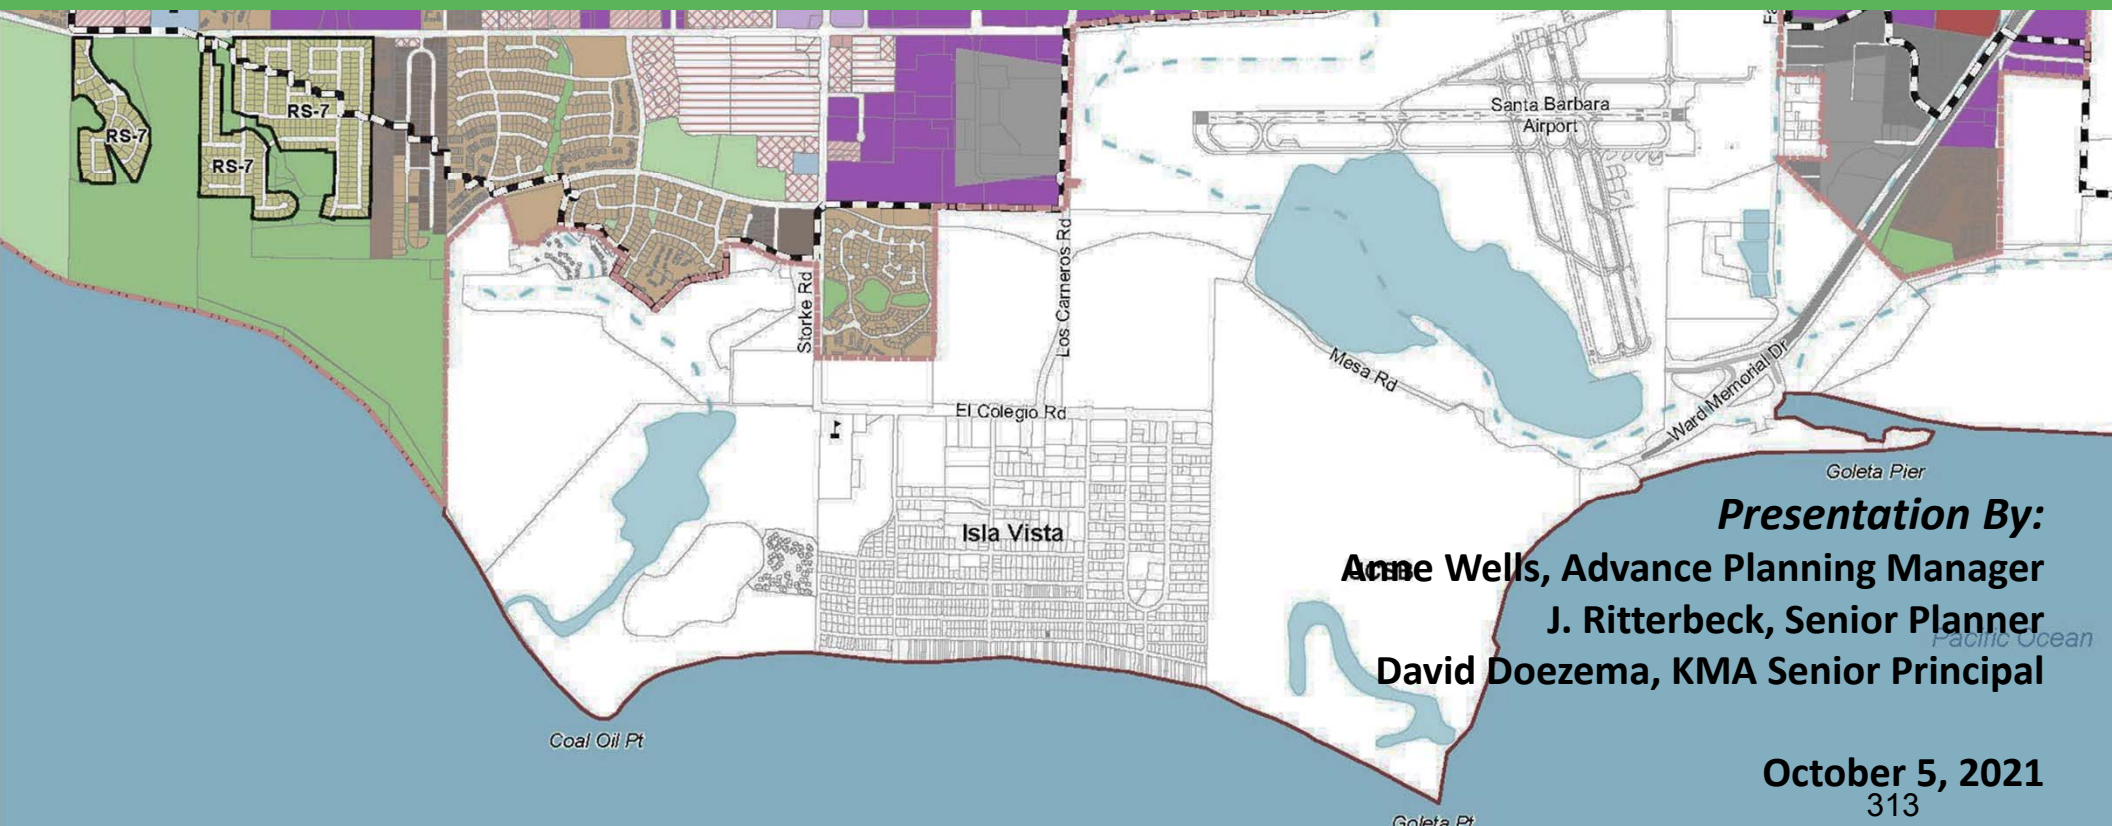 RS-7
RS-7
RS-7
Santa Barbara
Airport
Storke Rd
Los Carneros Rd
Mesa Rd
Ward Memorial Dr
El Colegio Rd
Goleta Pier
Isla Vista
Presentation By:
Anne Wells, Advance Planning Manager
J. Ritterbeck, Senior Planner
Pacific Ocean
David Doezema, KMA Senior Principal
Coal Oil Pt
October 5, 2021
313
Goleta Pt